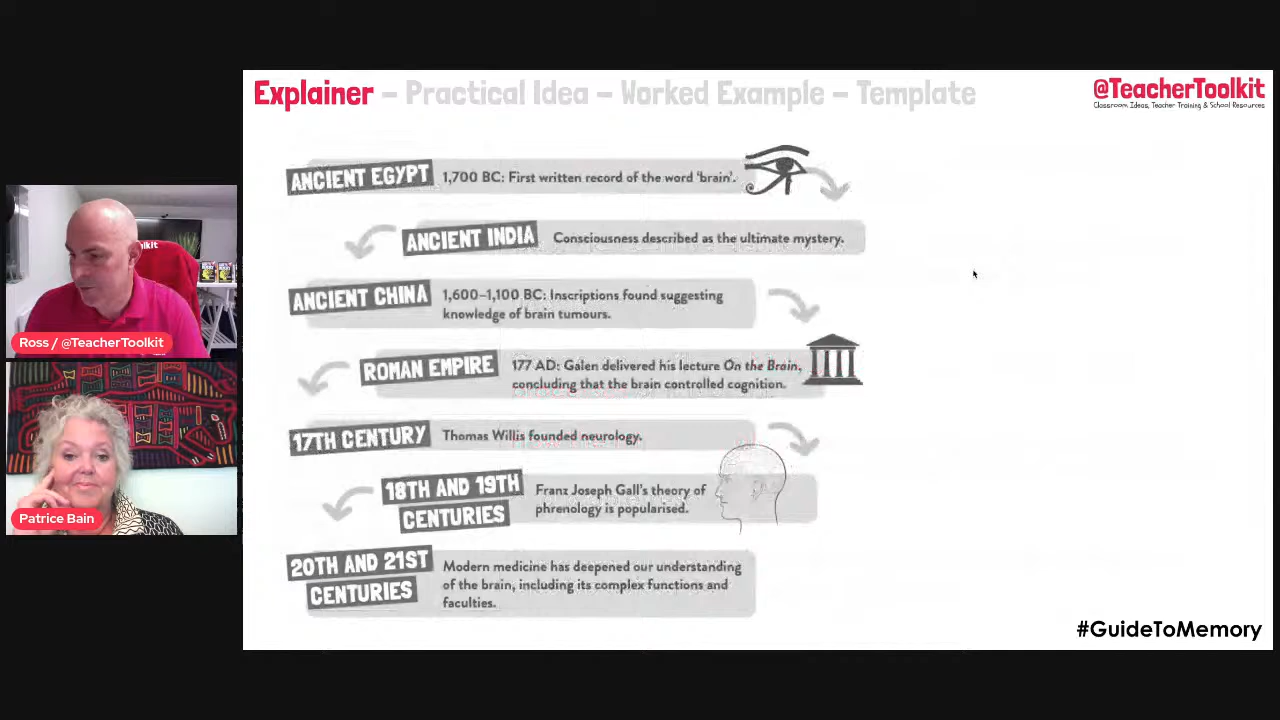 Explainer – Practical Idea – Worked Example – Template
@TeacherToolkit
Classroom Ideas, Teacher Training & School Resources
ANCIENT EGYPT
1,700 BC: First written record of the word ‘brain’.
ANCIENT INDIA
Consciousness described as the ultimate mystery.
ANCIENT CHINA
1,600–1,100 BC: Inscriptions found suggesting
knowledge of brain tumours.
ROMAN EMPIRE
177 AD: Galen delivered his lecture On the Brain,
concluding that the brain controlled cognition.
17TH CENTURY
Thomas Willis founded neurology.
18TH AND 19TH
CENTURIES
Franz Joseph Gall’s theory of
phrenology is popularised.
20TH AND 21ST
CENTURIES
Modern medicine has deepened our understanding
of the brain, including its complex functions and
faculties.
#GuideToMemory
olkit
Ross / @TeacherToolkit
Patrice Bain